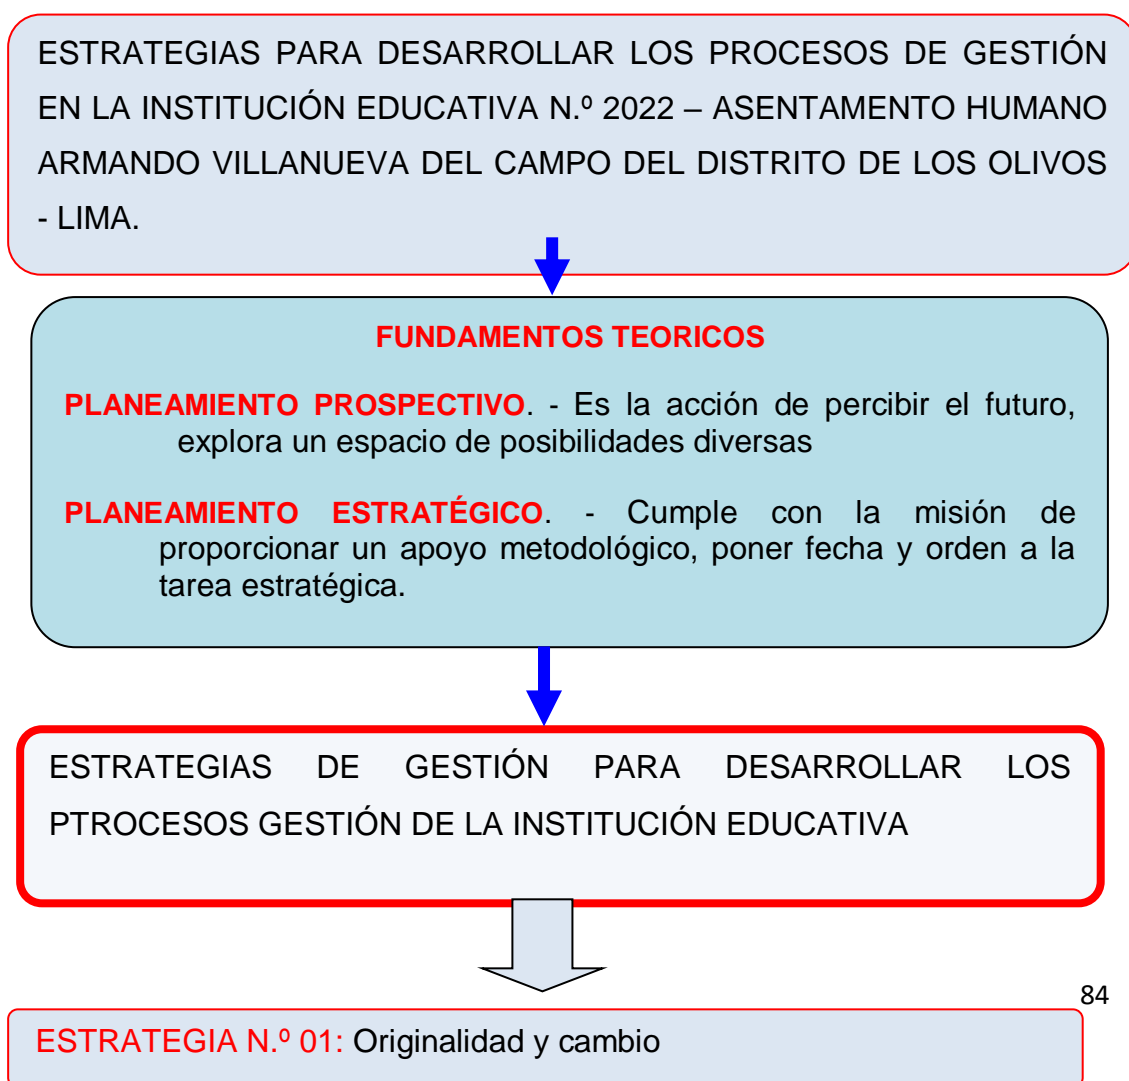 ESTRATEGIAS PARA DESARROLLAR LOS PROCESOS DE GESTIÓN
EN LA INSTITUCIÓN EDUCATIVA N.º 2022 – ASENTAMENTO HUMANO
ARMANDO VILLANUEVA DEL CAMPO DEL DISTRITO DE LOS OLIVOS
- LIMA.
FUNDAMENTOS TEORICOS
PLANEAMIENTO PROSPECTIVO. - Es la acción de percibir el futuro,
explora un espacio de posibilidades diversas
PLANEAMIENTO ESTRATÉGICO. - Cumple con la misión de
proporcionar un apoyo metodológico, poner fecha y orden a la
tarea estratégica.
ESTRATEGIAS DE GESTIÓN PARA DESARROLLAR LOS
PTROCESOS GESTIÓN DE LA INSTITUCIÓN EDUCATIVA
84
ESTRATEGIA N.º 01: Originalidad y cambio